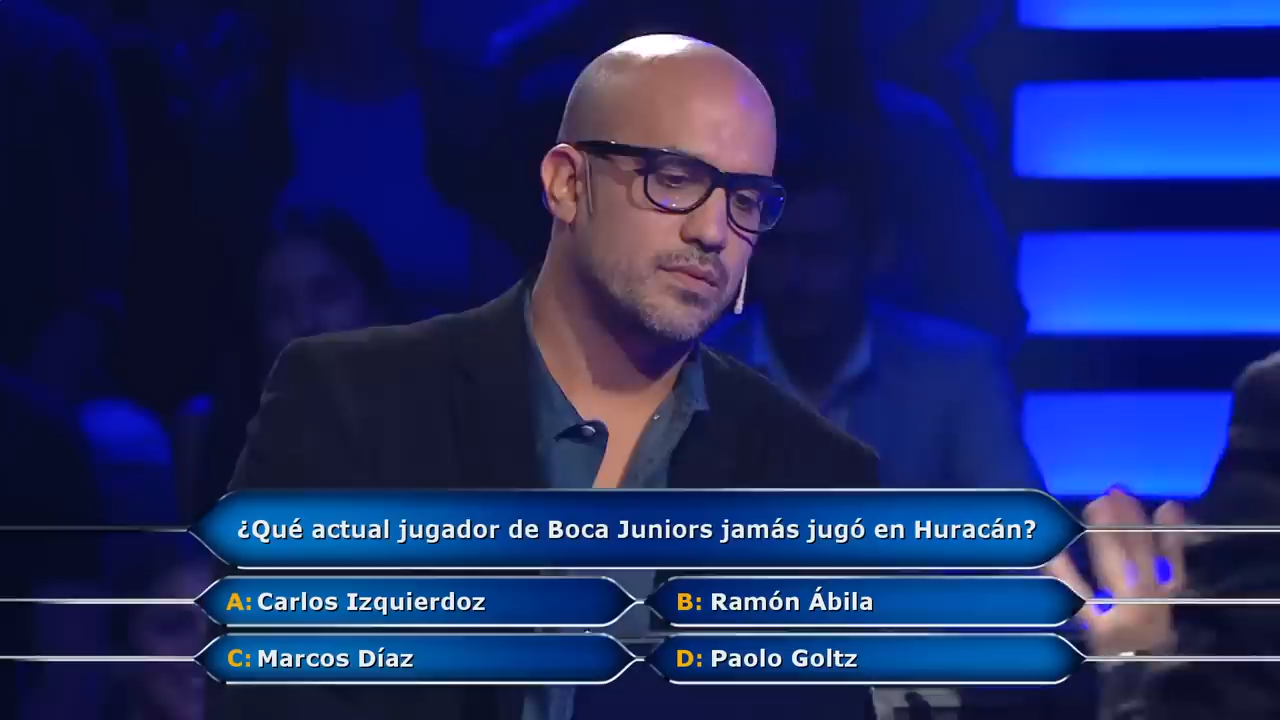 ¿Qué actual jugador de Boca Juniors jamás jugó en Huracán?
A: Carlos Izquierdoz
B: Ramón Ábila
C: Marcos Díaz
D: Paolo Goltz